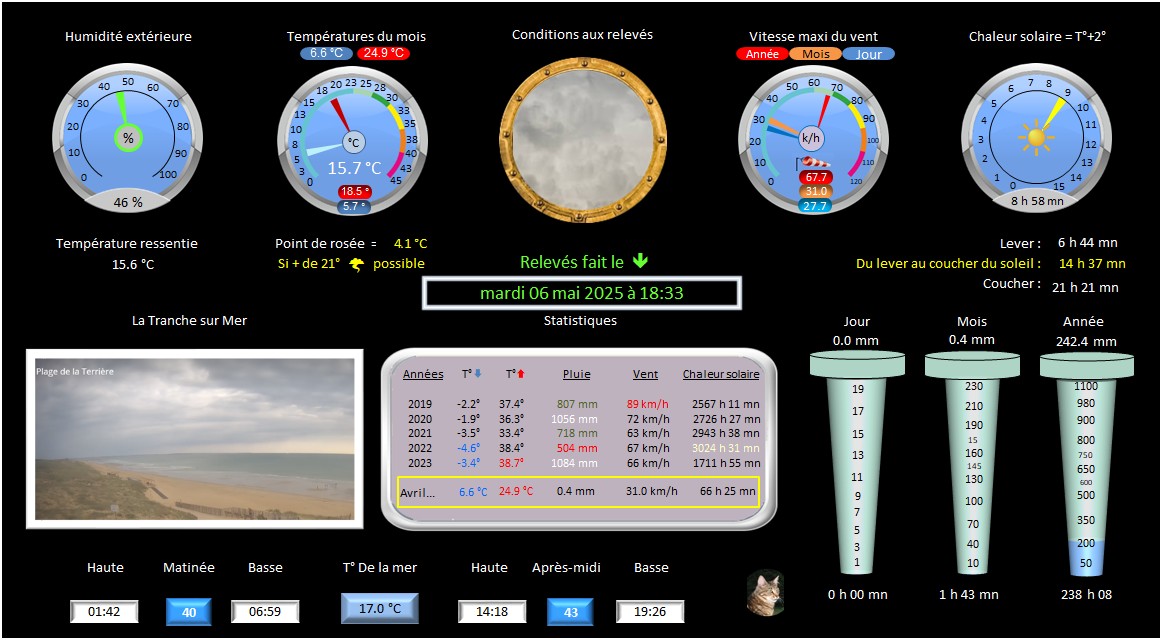 Humidité extérieure
0 10 20 30 40 50 60 70 80 90 100
%
46 %
Températures du mois
6.6 °C 24.9 °C
0 3 5 8 10 13 15 18 20 23 25 28 30 33 35 38 40 43 45
°C
15.7 °C
18.5 °
5.7 °
Conditions aux relevés
Vitesse maxi du vent
Année Mois Jour
0 10 20 30 40 50 60 70 80 90 100 110 120
k/h
67.7
31.0
27.7
Chaleur solaire = T°+2°
0 1 2 3 4 5 6 7 8 9 10 11 12 13 14 15
8 h 58 mn
Température ressentie
15.6 °C
Point de rosée = 4.1 °C
Si + de 21° possible
Relevés fait le
mardi 06 mai 2025 à 18:33
Lever : 6 h 44 mn
Du lever au coucher du soleil : 14 h 37 mn
Coucher : 21 h 21 mn
La Tranche sur Mer
Plage de la Terrière
Statistiques
Années T° T° Pluie Vent Chaleur solaire
2019 -2.2° 37.4° 807 mm 89 km/h 2567 h 11 mn
2020 -1.9° 36.3° 1056 mm 72 km/h 2726 h 27 mn
2021 -3.5° 33.4° 718 mm 63 km/h 2943 h 38 mn
2022 -4.6° 38.4° 504 mm 67 km/h 3024 h 31 mn
2023 -3.4° 38.7° 1084 mm 66 km/h 1711 h 55 mn
Avril... 6.6 °C 24.9 °C 0.4 mm 31.0 km/h 66 h 25 mn
Jour
0.0 mm
19
17
15
13
11
9
7
5
3
1
0 h 00 mn
Mois
0.4 mm
230
210
190
15
160
145
130
100
70
40
10
1 h 43 mn
Année
242.4 mm
1100
980
900
800
750
650
600
500
350
200
50
238 h 08
Haute Matinée Basse T° De la mer Haute Après-midi Basse
01:42 40 06:59 17.0 °C 14:18 43 19:26